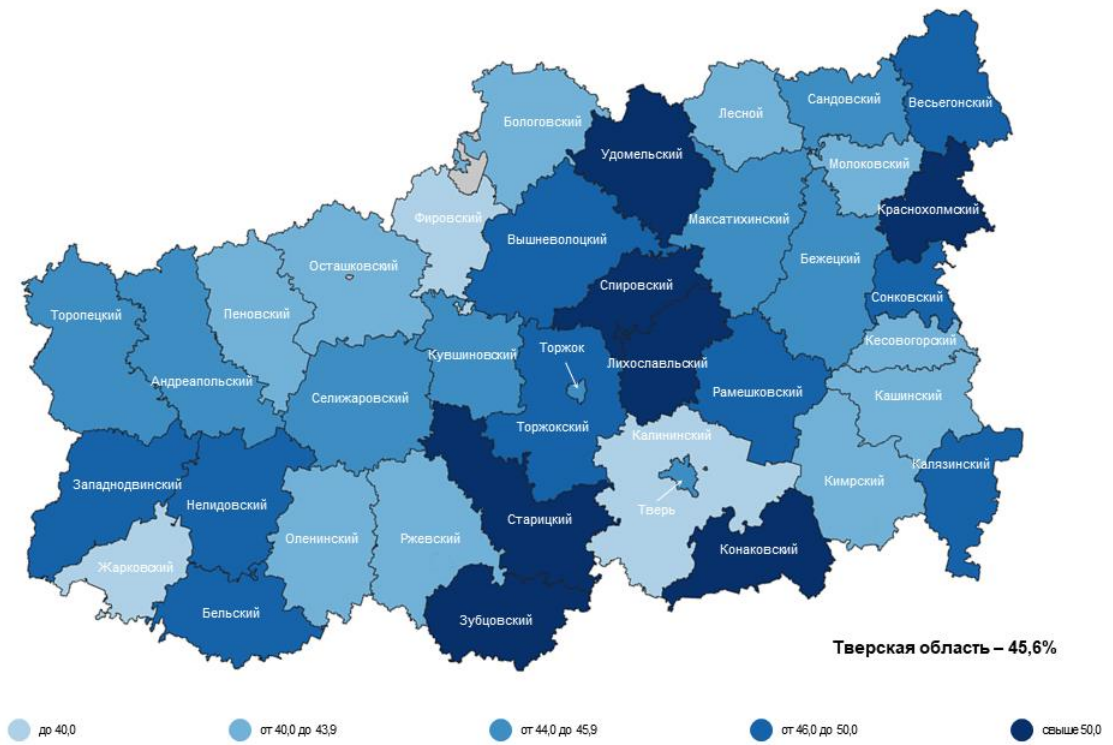 Весьегонский
Сандовский
Лесной
Бологовский
Удомельский
Молоковский
Краснохолмский
Фировский
Максатихинский
Вышневолоцкий
Бежецкий
Осташковский
Спировский
Сонковский
Торопецкий
Пеновский
Кесовогорский
Торжок
Кувшиновский
Лихославльский
Андреапольский
Рамешковский
Кашинский
Селижаровский
Торжокский
Калининский
Калязинский
Западнодвинский
Кимрский
Нелидовский
Тверь
Старицкий
Оленинский
Ржевский
Конаковский
Жарковский
Бельский
Зубцовский
Тверская область – 45,6%
до 40,0
от 40,0 до 43,9
от 44,0 до 45,9
от 46,0 до 50,0
свыше 50,0